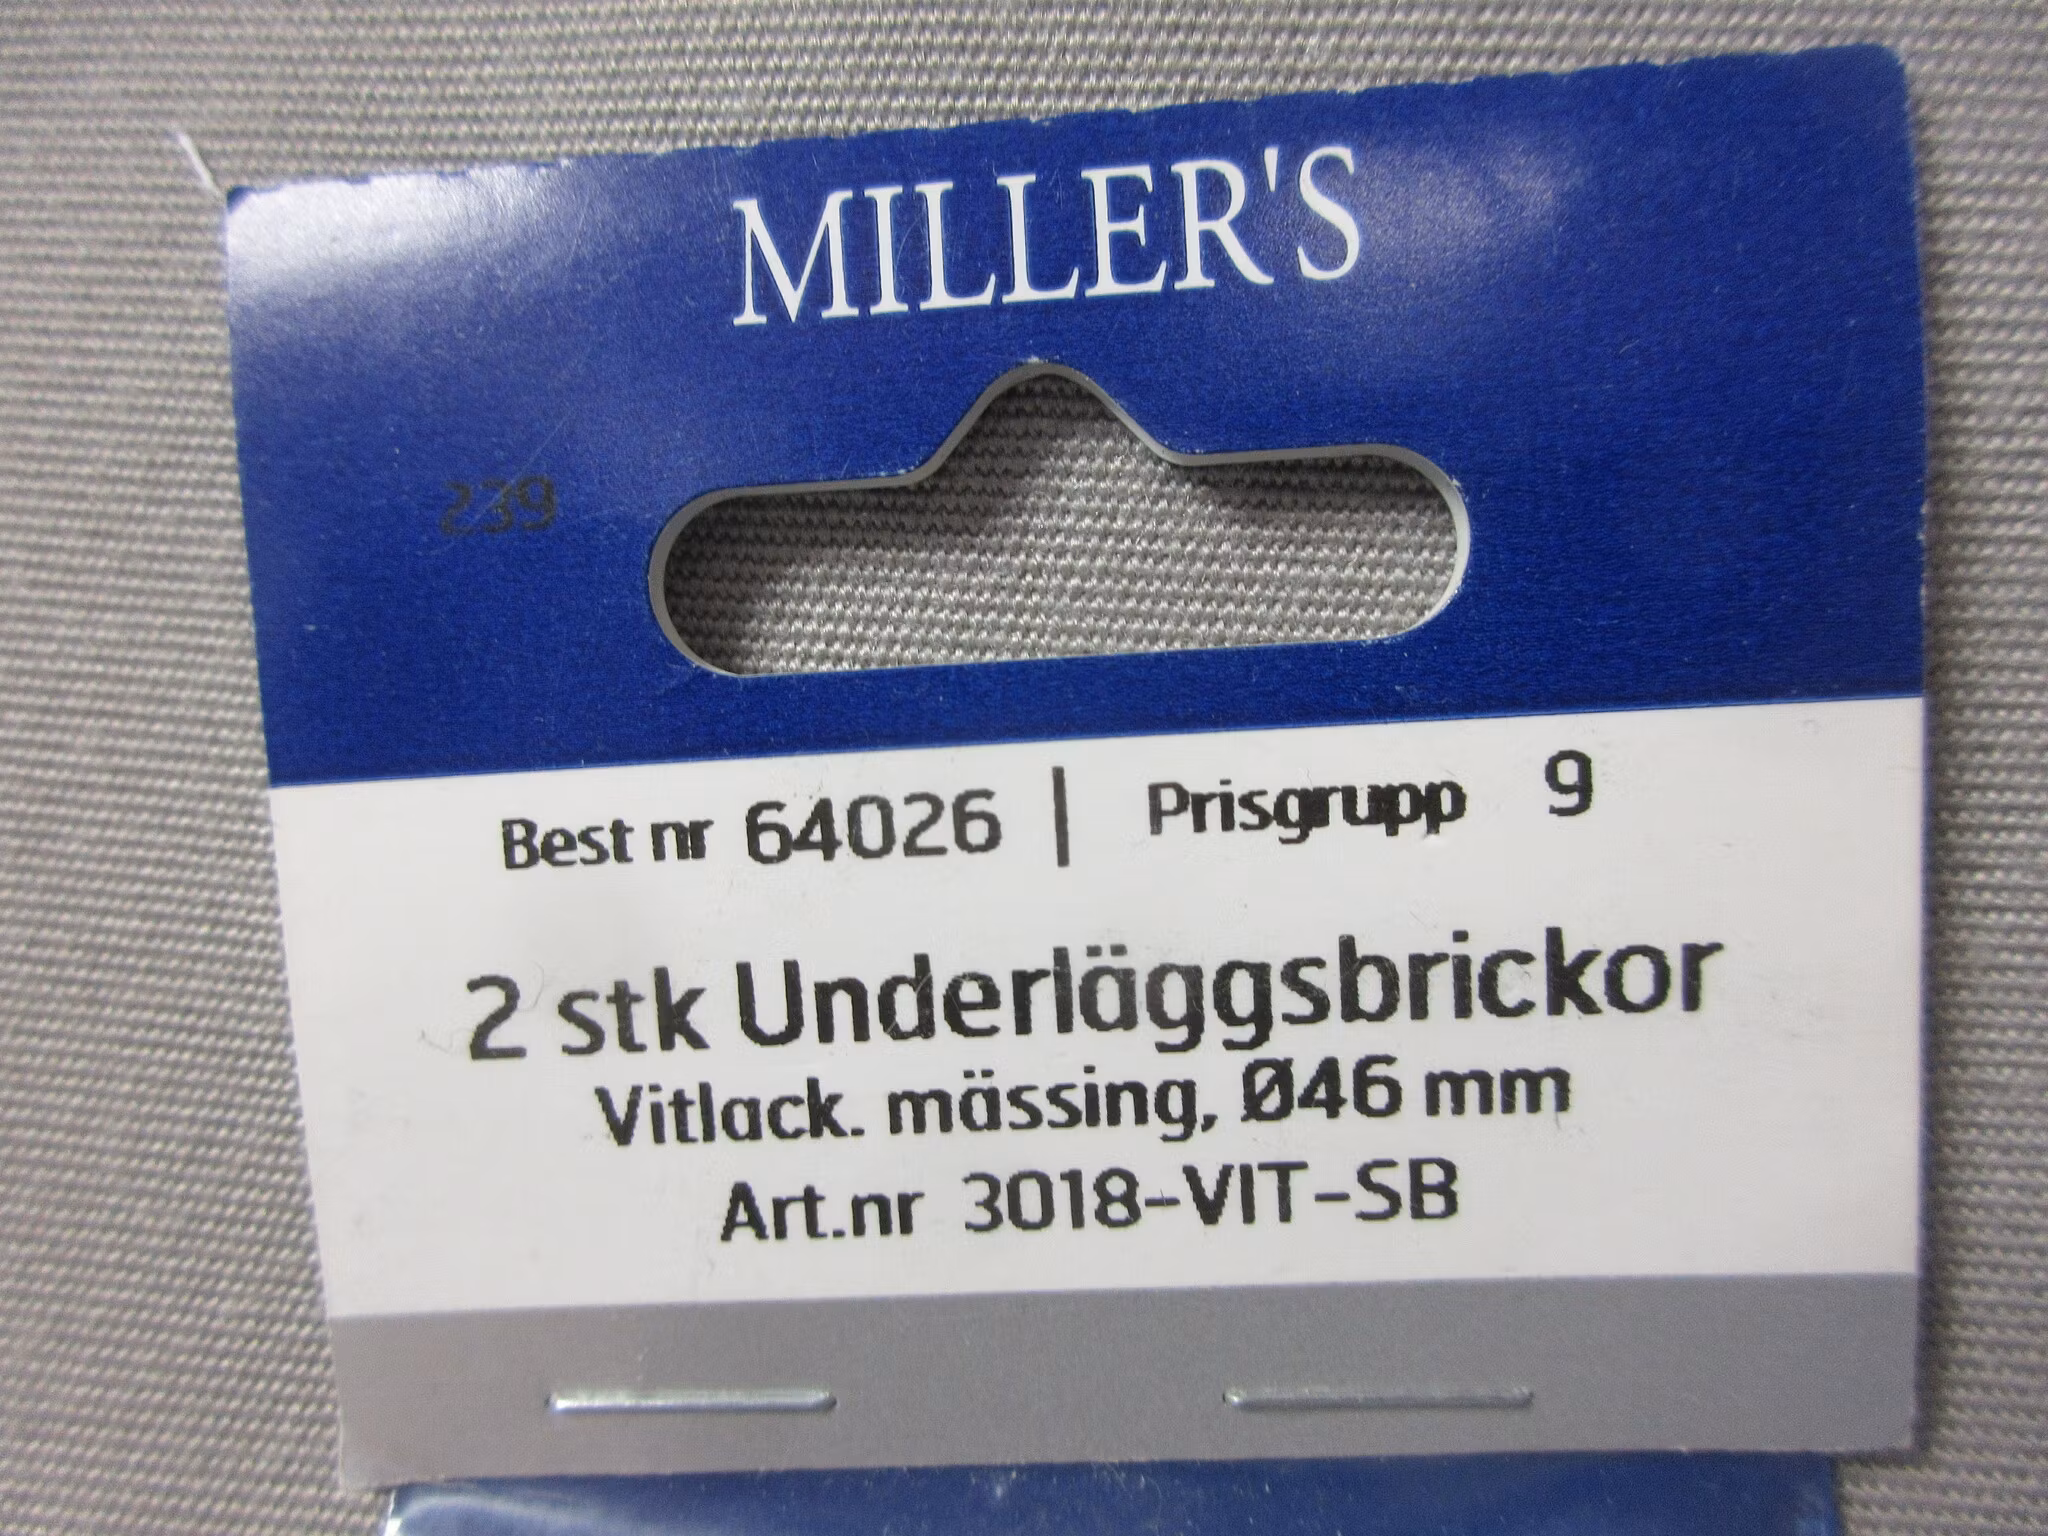 MILLER'S
239
Best nr 64026 | Prisgrupp 9
2 stk Underläggsbrickor
Vitlack. mässing, Ø46 mm
Art.nr 3018-VIT-SB